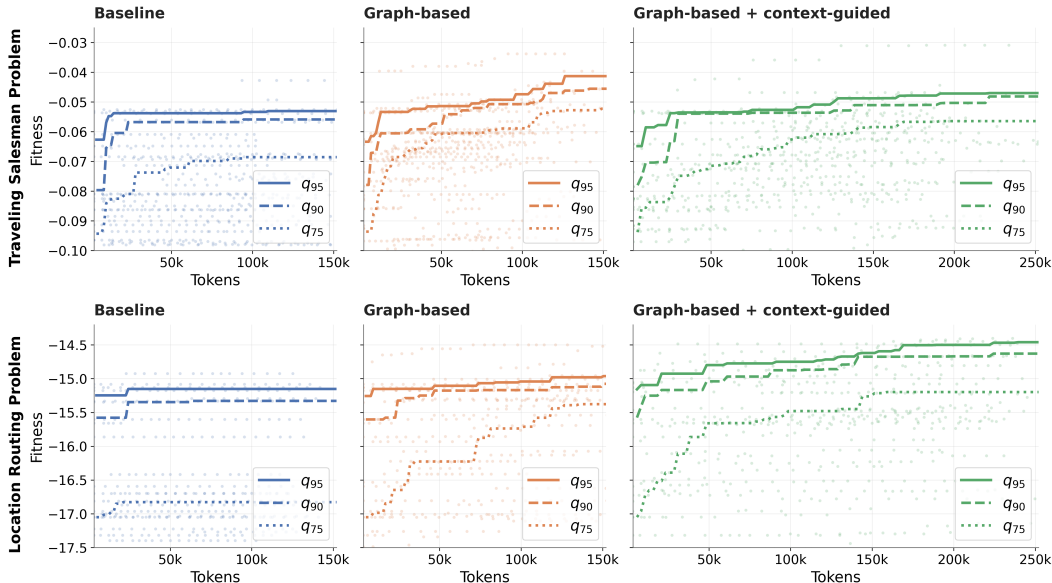 Baseline
Graph-based
Graph-based + context-guided
Traveling Salesman Problem
Fitness
−0.03
−0.04
−0.05
−0.06
−0.07
−0.08
−0.09
−0.10
q95
q90
q75
q95
q90
q75
q95
q90
q75
50k 100k 150k
50k 100k 150k
50k 100k 150k 200k 250k
Tokens
Tokens
Tokens
Baseline
Graph-based
Graph-based + context-guided
Location Routing Problem
Fitness
−14.5
−15.0
−15.5
−16.0
−16.5
−17.0
−17.5
q95
q90
q75
q95
q90
q75
q95
q90
q75
50k 100k 150k
50k 100k 150k
50k 100k 150k 200k 250k
Tokens
Tokens
Tokens